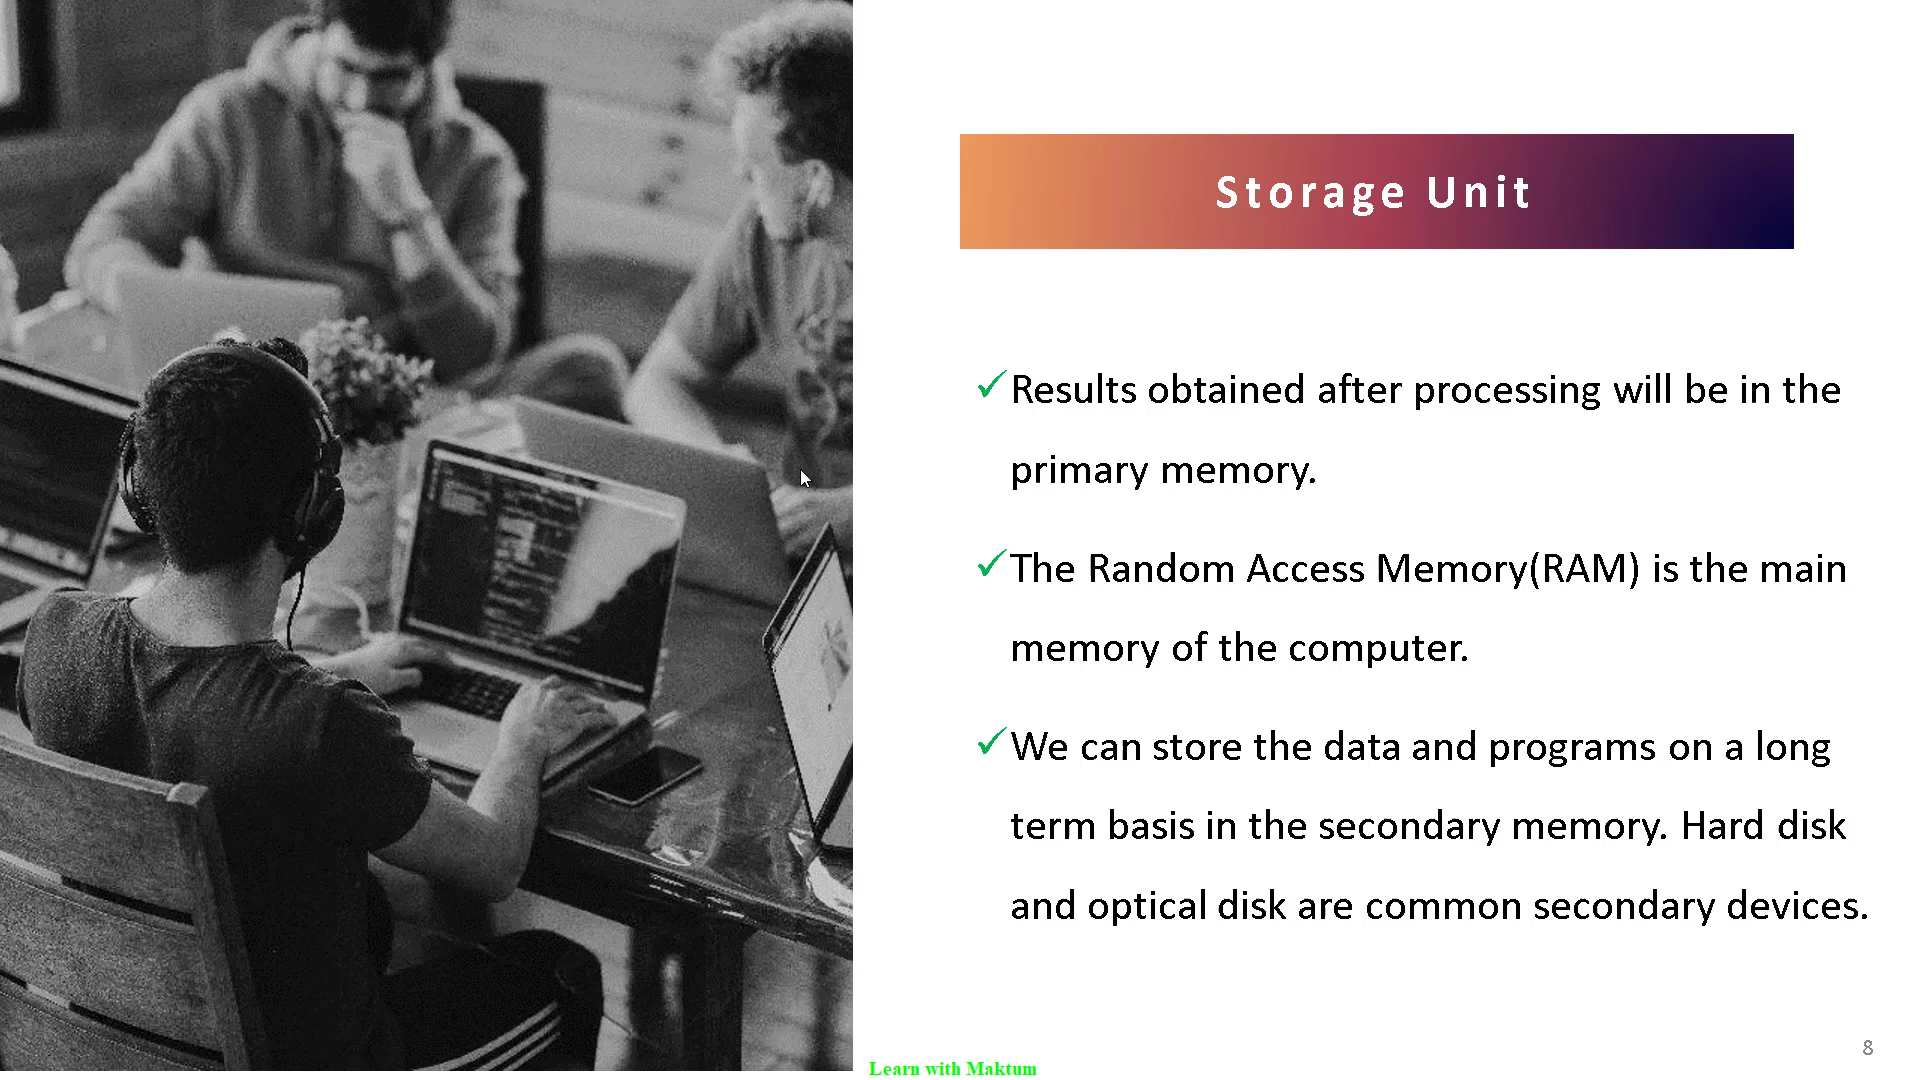 Storage Unit
✓Results obtained after processing will be in the
primary memory.
✓The Random Access Memory(RAM) is the main
memory of the computer.
✓We can store the data and programs on a long
term basis in the secondary memory. Hard disk
and optical disk are common secondary devices.
8
Learn with Maktum